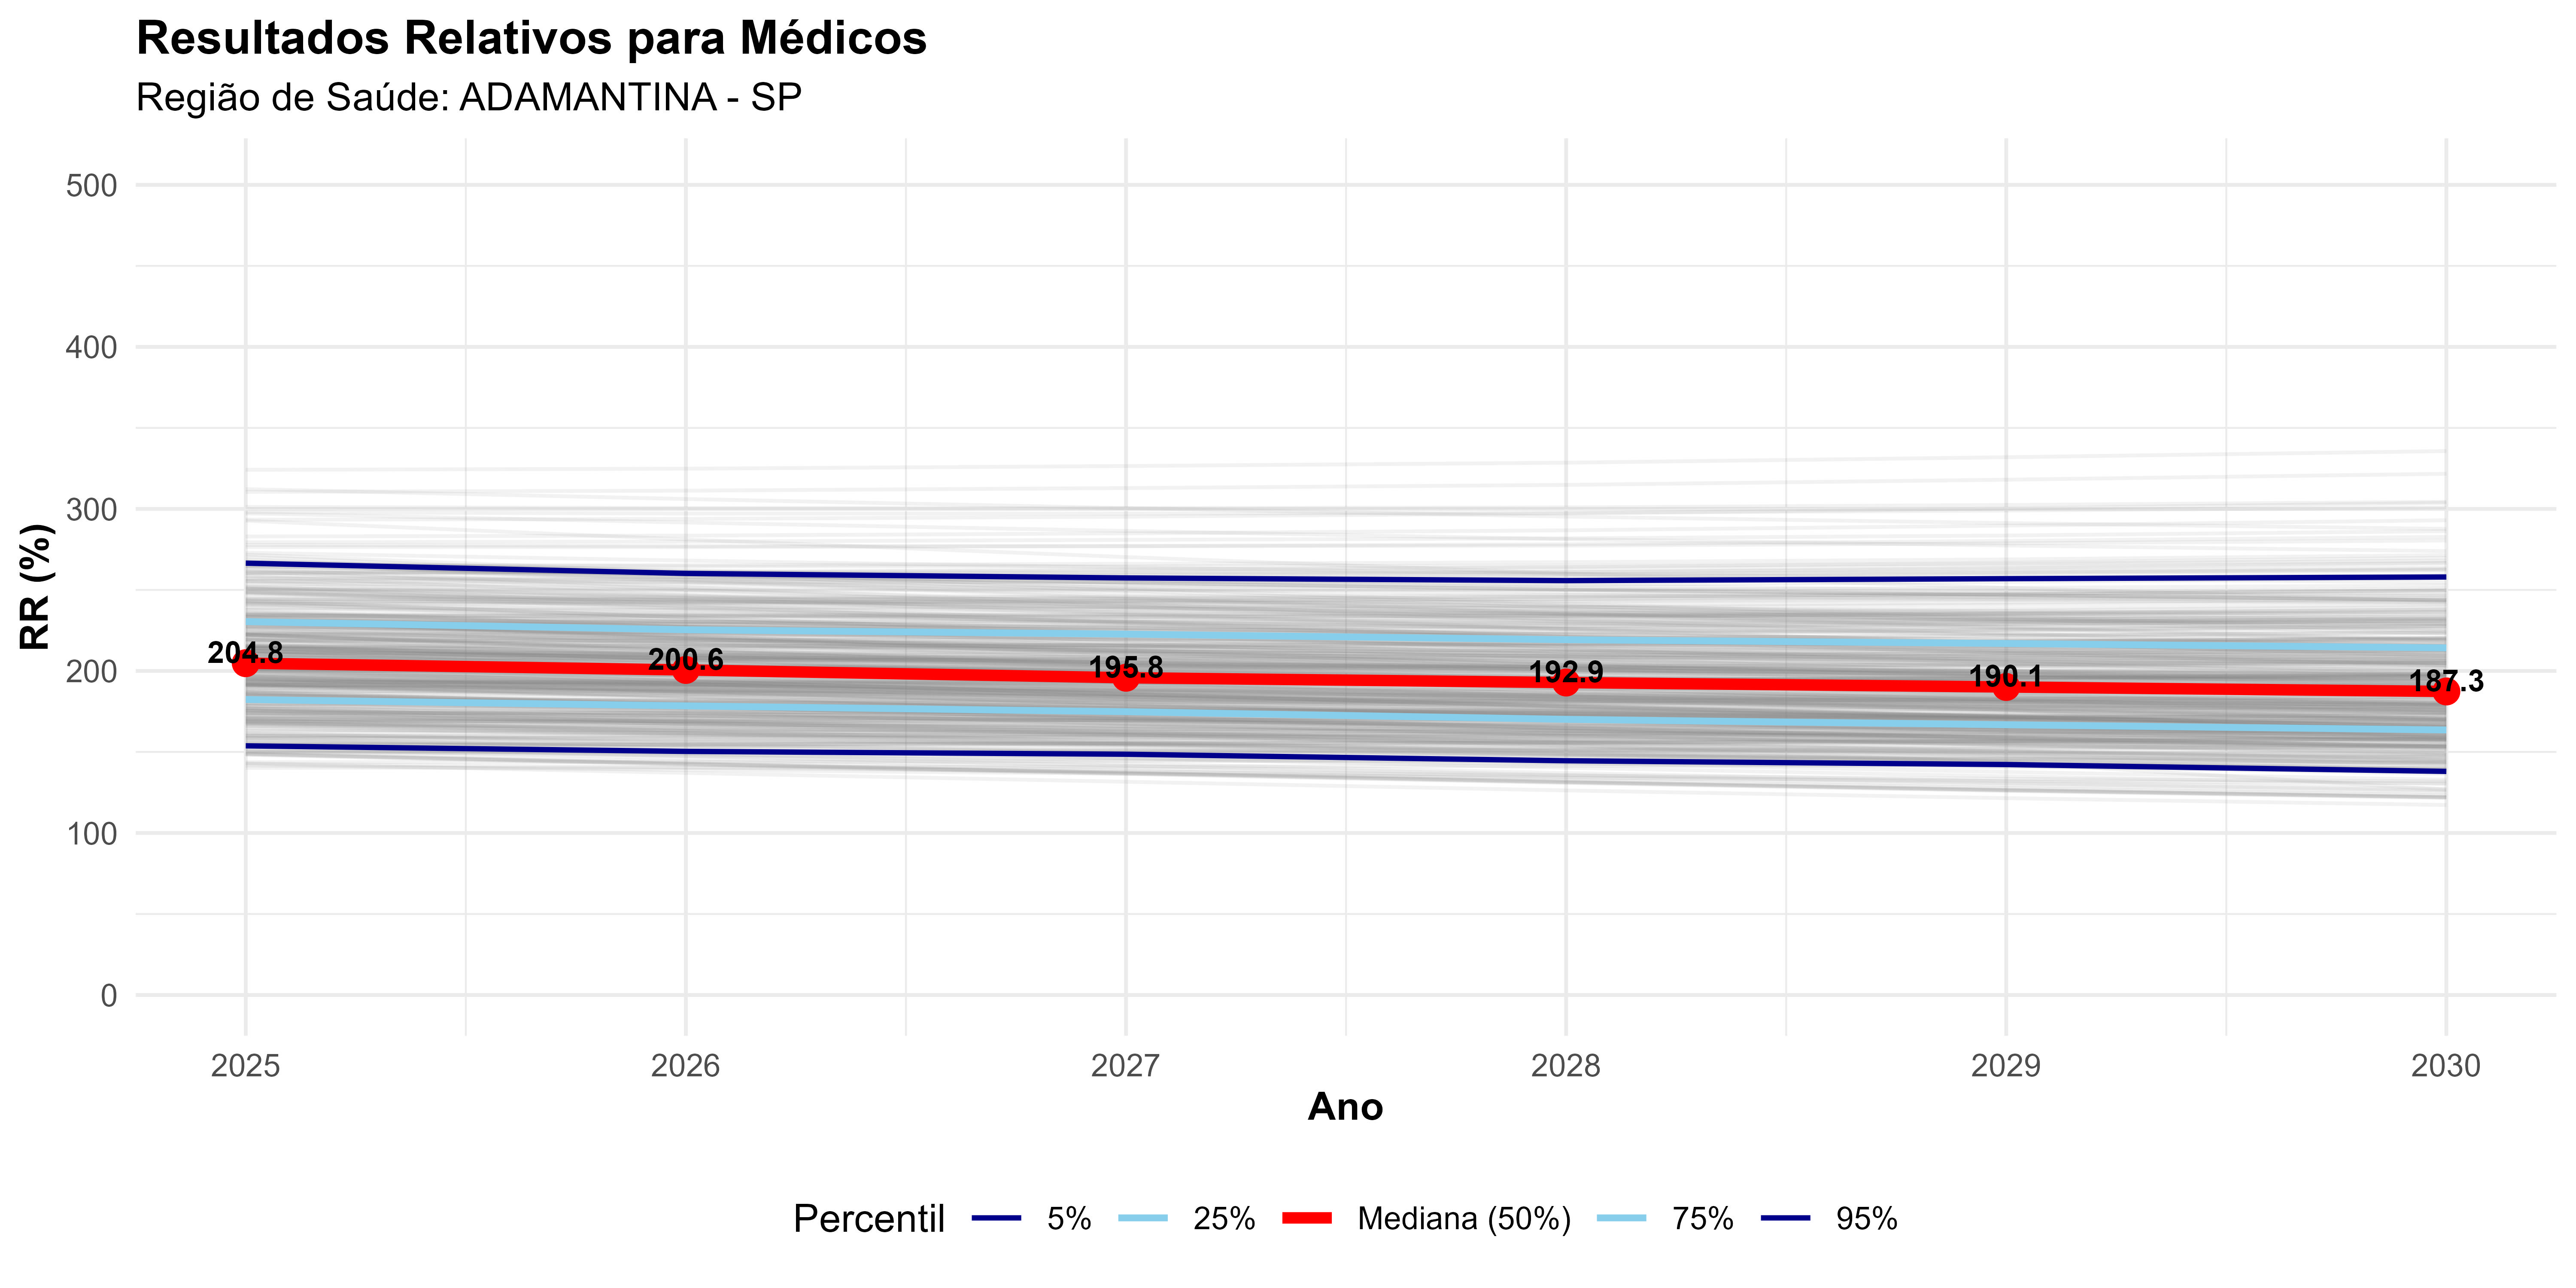 Resultados Relativos para Médicos
Região de Saúde: ADAMANTINA - SP
RR (%)
500
400
300
200
100
0
204.8
200.6
195.8
192.9
190.1
187.3
2025 2026 2027 2028 2029 2030
Ano
Percentil 5% 25% Mediana (50%) 75% 95%